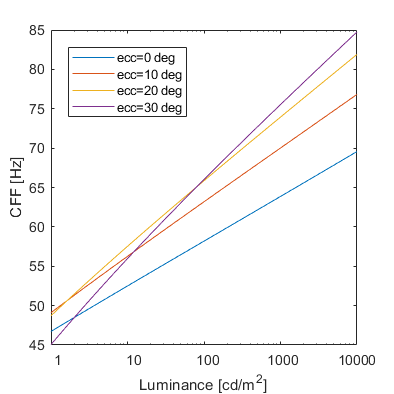 85
80
75
70
65
60
55
50
45
CFF [Hz]
ecc=0 deg
ecc=10 deg
ecc=20 deg
ecc=30 deg
1
10
100
1000
10000
Luminance [cd/m²]